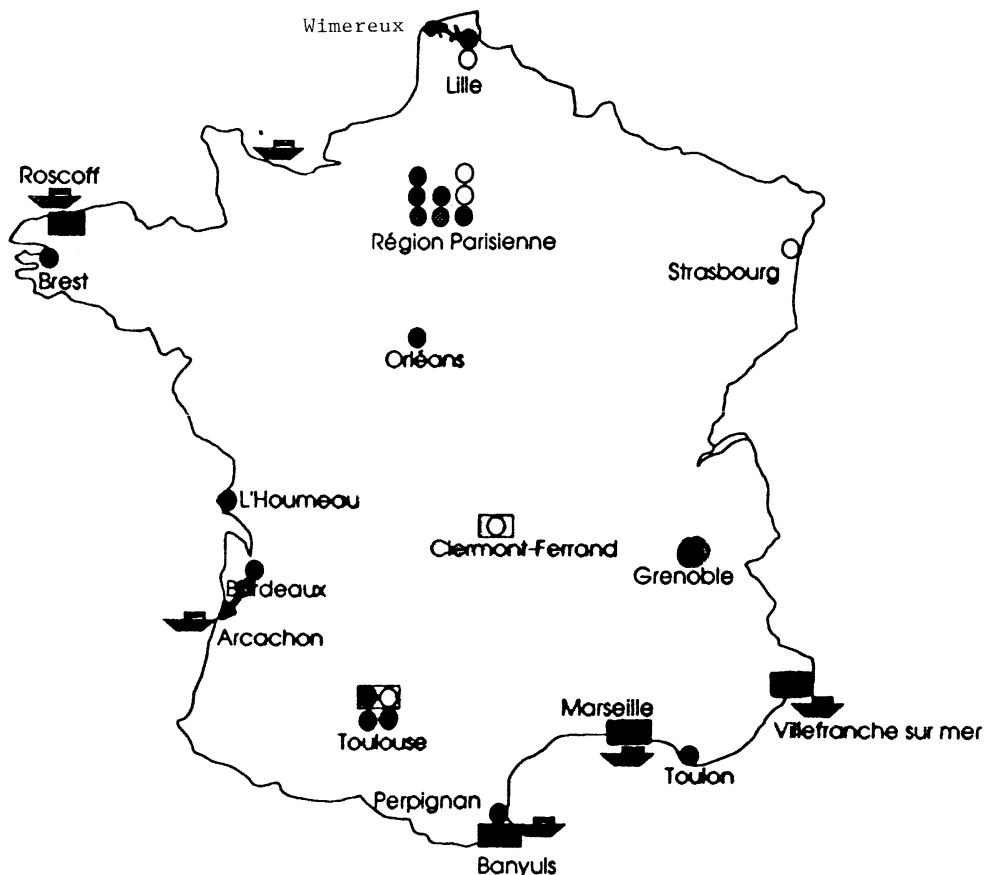 Wimereux
Lille
Roscoff
Région Parisienne
Strasbourg
Brest
Orléans
L'Houmeau
Clermont-Ferrand
Grenoble
Bordeaux
Arcachon
Marseille
Villefranche sur mer
Toulouse
Toulon
Perpignan
Banyuls